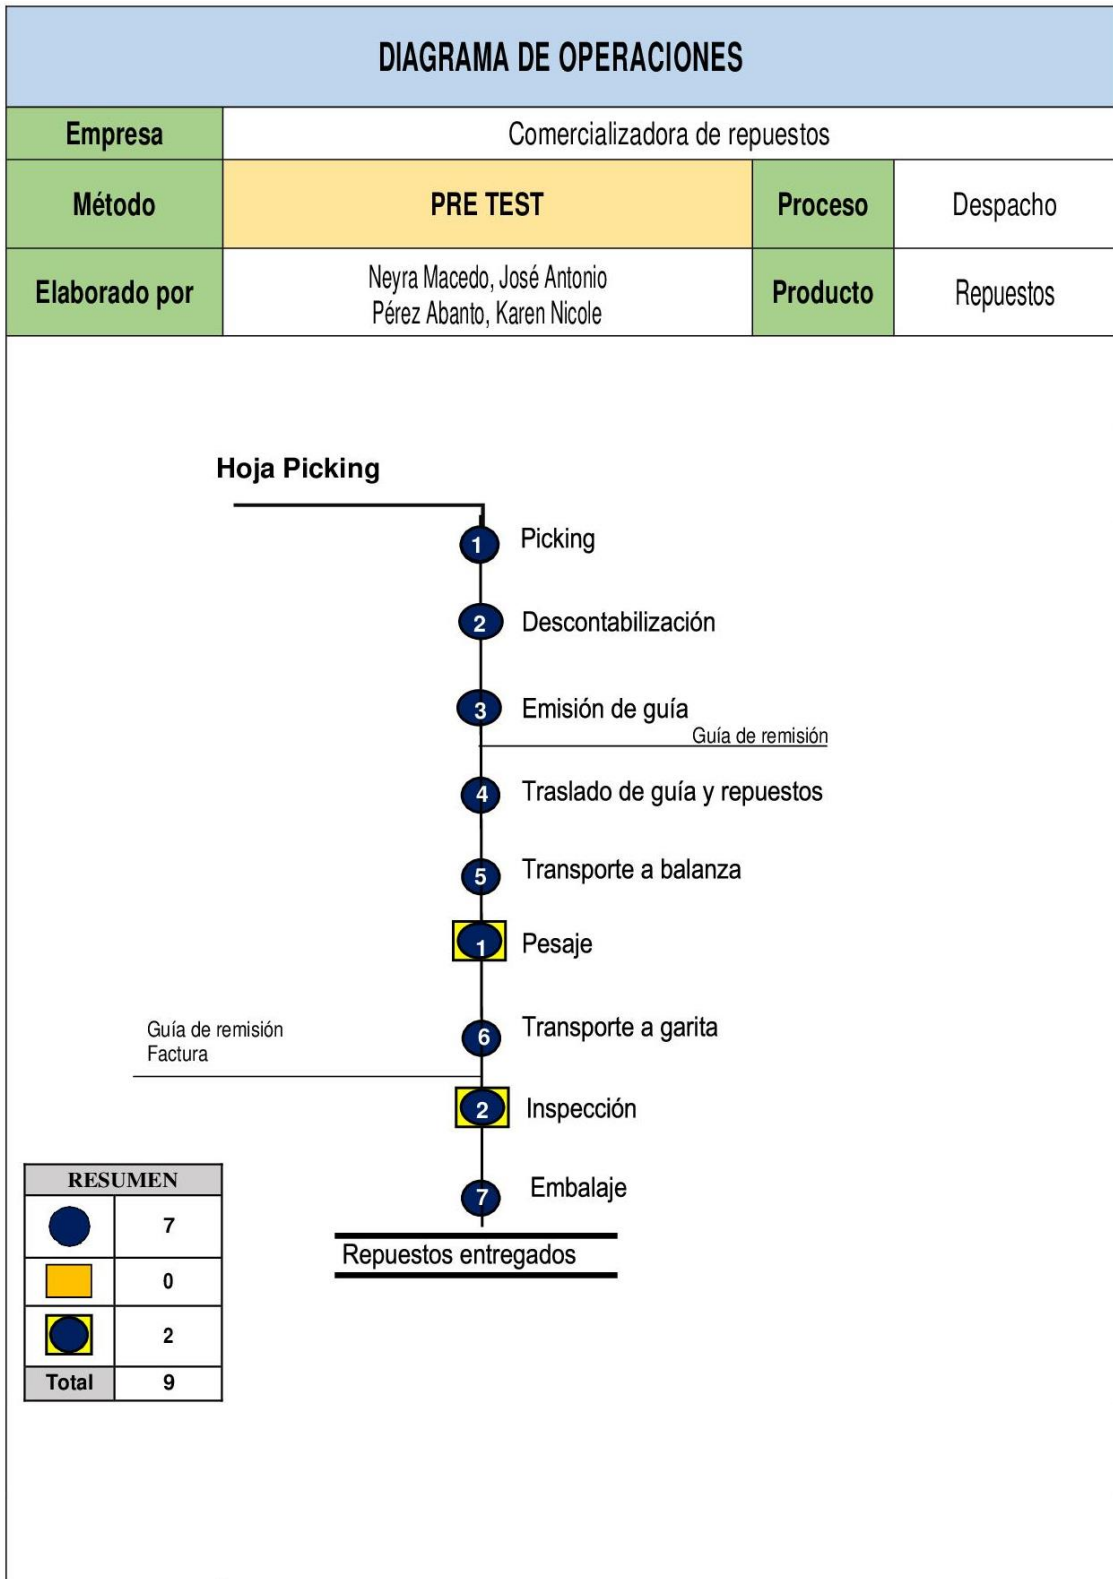 DIAGRAMA DE OPERACIONES
Empresa
Comercializadora de repuestos
Método
PRE TEST
Proceso
Despacho
Elaborado por
Neyra Macedo, José Antonio
Pérez Abanto, Karen Nicole
Producto
Repuestos
Hoja Picking
1 Picking
2 Descontabilización
3 Emisión de guía
Guía de remisión
4 Traslado de guía y repuestos
5 Transporte a balanza
1 Pesaje
6 Transporte a garita
Guía de remisión
Factura
2 Inspección
7 Embalaje
Repuestos entregados
RESUMEN
7
0
2
Total 9